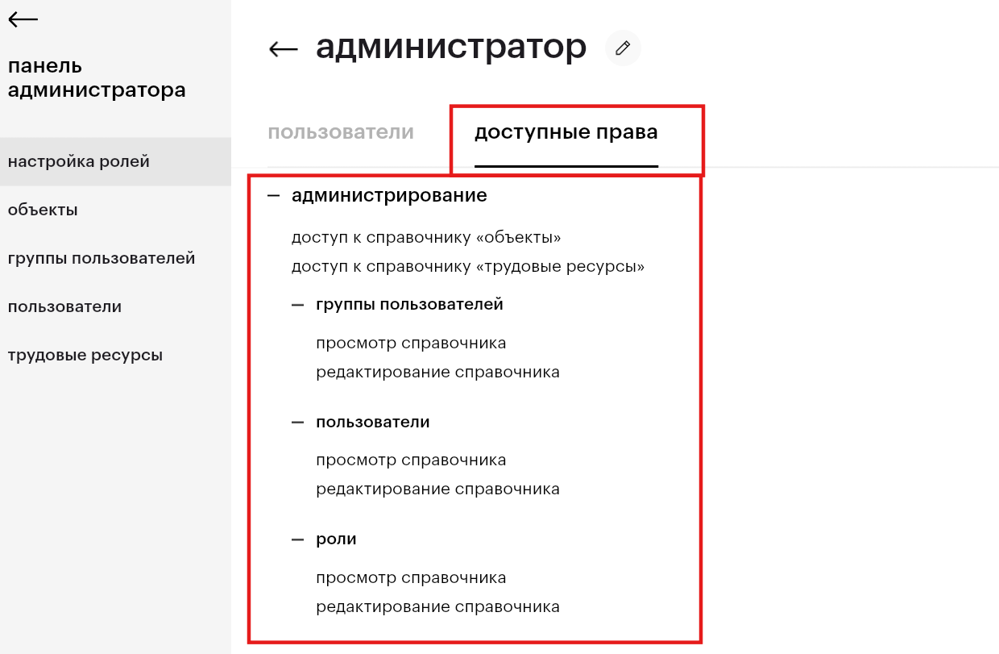 панель
администратора
настройка ролей
объекты
группы пользователей
пользователи
трудовые ресурсы
администратор
пользователи
доступные права
администрирование
доступ к справочнику «объекты»
доступ к справочнику «трудовые ресурсы»
группы пользователей
просмотр справочника
редактирование справочника
пользователи
просмотр справочника
редактирование справочника
роли
просмотр справочника
редактирование справочника